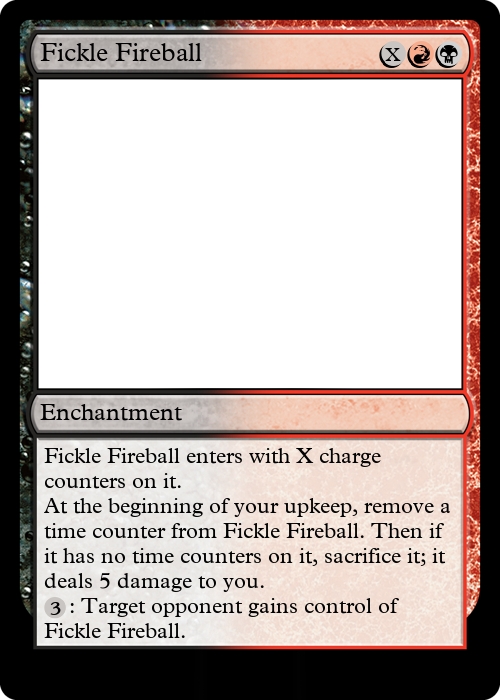 Fickle Fireball X
Enchantment
Fickle Fireball enters with X charge
counters on it.
At the beginning of your upkeep, remove a
time counter from Fickle Fireball. Then if
it has no time counters on it, sacrifice it; it
deals 5 damage to you.
3 : Target opponent gains control of
Fickle Fireball.